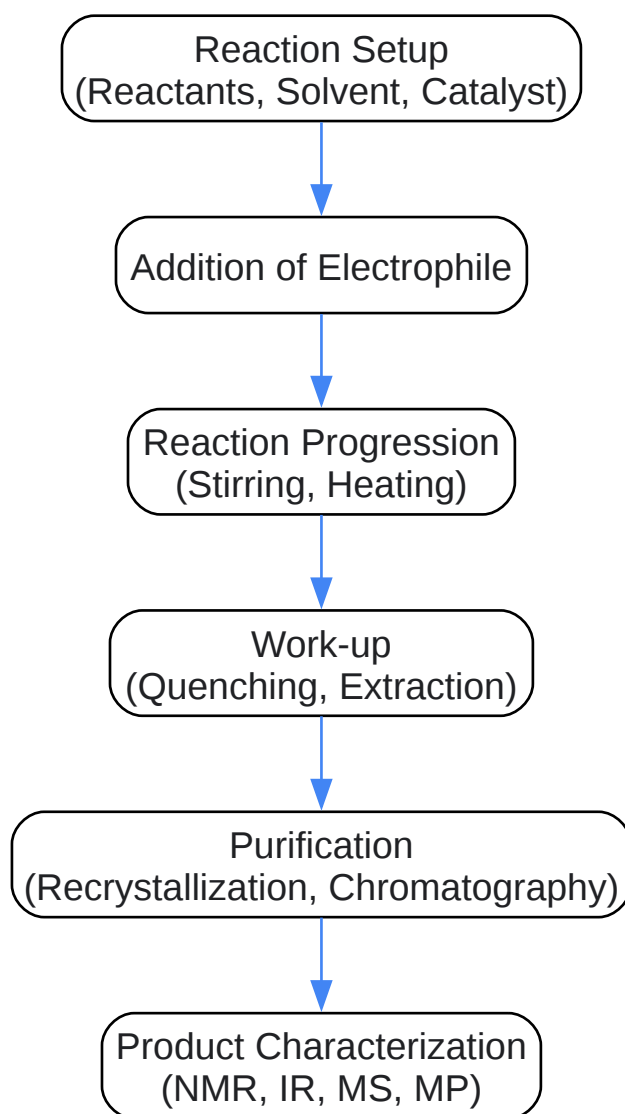 Reaction Setup
(Reactants, Solvent, Catalyst)
Addition of Electrophile
Reaction Progression
(Stirring, Heating)
Work-up
(Quenching, Extraction)
Purification
(Recrystallization, Chromatography)
Product Characterization
(NMR, IR, MS, MP)